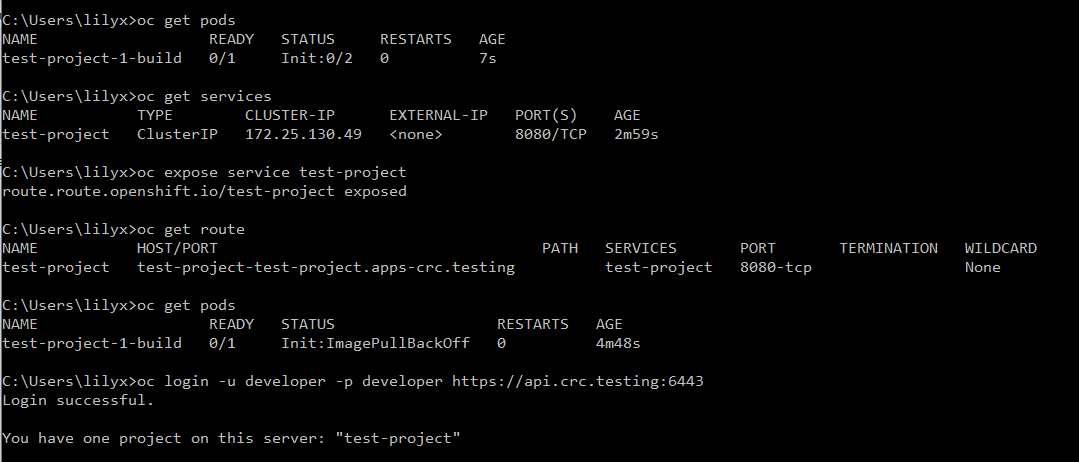 C:\Users\lilyx>oc get pods
NAME                   READY   STATUS     RESTARTS   AGE
test-project-1-build   0/1     Init:0/2   0          7s
C:\Users\lilyx>oc get services
NAME           TYPE        CLUSTER-IP      EXTERNAL-IP   PORT(S)    AGE
test-project   ClusterIP   172.25.130.49   <none>        8080/TCP   2m59s
C:\Users\lilyx>oc expose service test-project
route.route.openshift.io/test-project exposed
C:\Users\lilyx>oc get route
NAME           HOST/PORT                                    PATH   SERVICES       PORT       TERMINATION   WILDCARD
test-project   test-project-test-project.apps-crc.testing          test-project   8080-tcp                 None
C:\Users\lilyx>oc get pods
NAME                   READY   STATUS                  RESTARTS   AGE
test-project-1-build   0/1     Init:ImagePullBackOff   0          4m48s
C:\Users\lilyx>oc login -u developer -p developer https://api.crc.testing:6443
Login successful.
You have one project on this server: "test-project"